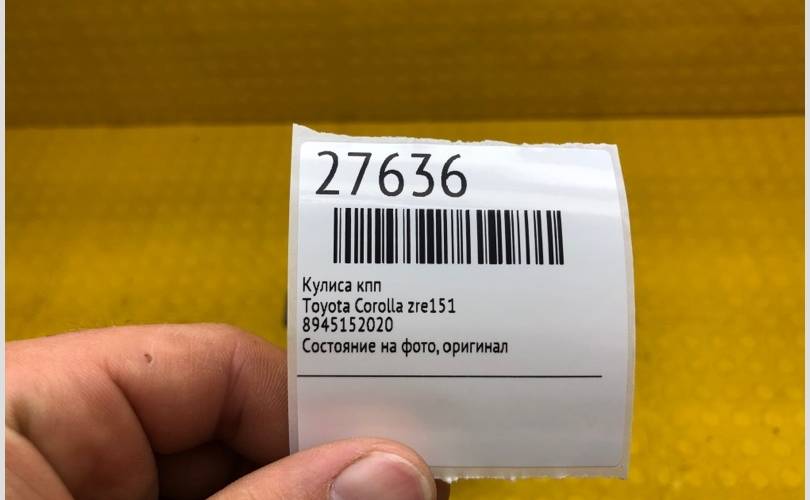 27636
Кулиса кпп
Toyota Corolla zre151
8945152020
Состояние на фото, оригинал